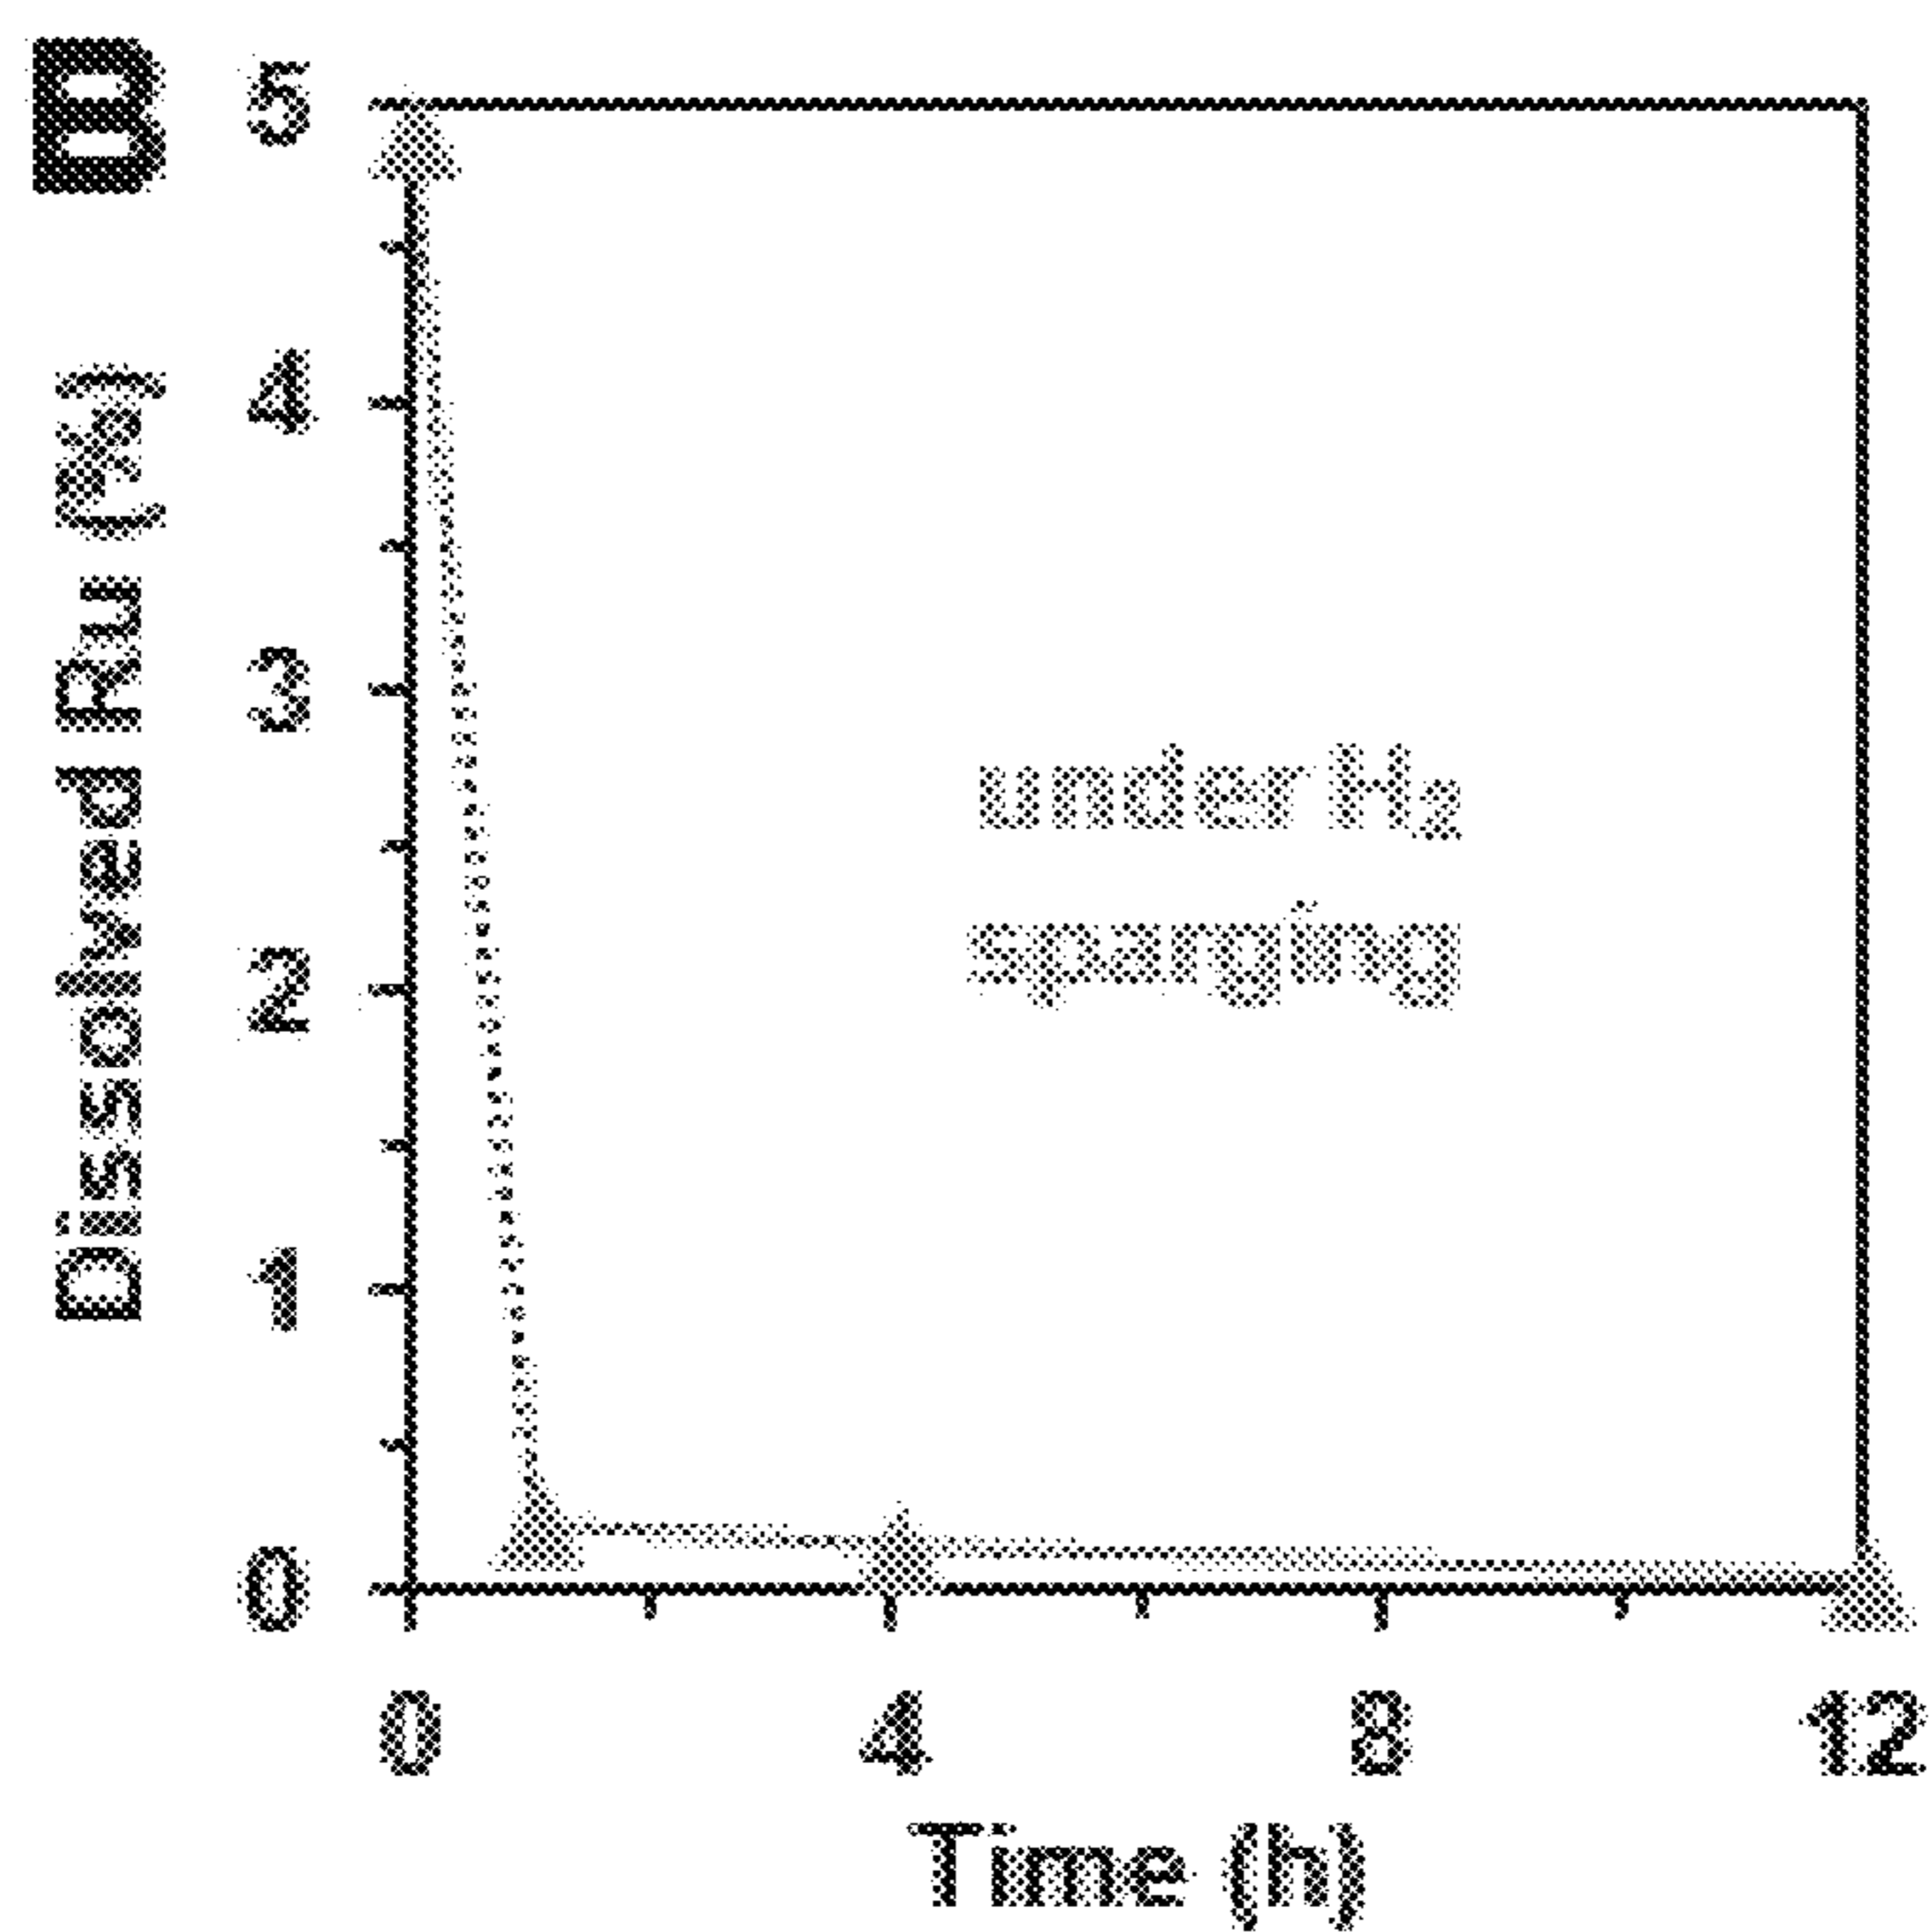 B
Dissolved Ru [%]
5
4
3
2
1
0
under H₂
sparging
0 4 8 12
Time (h)